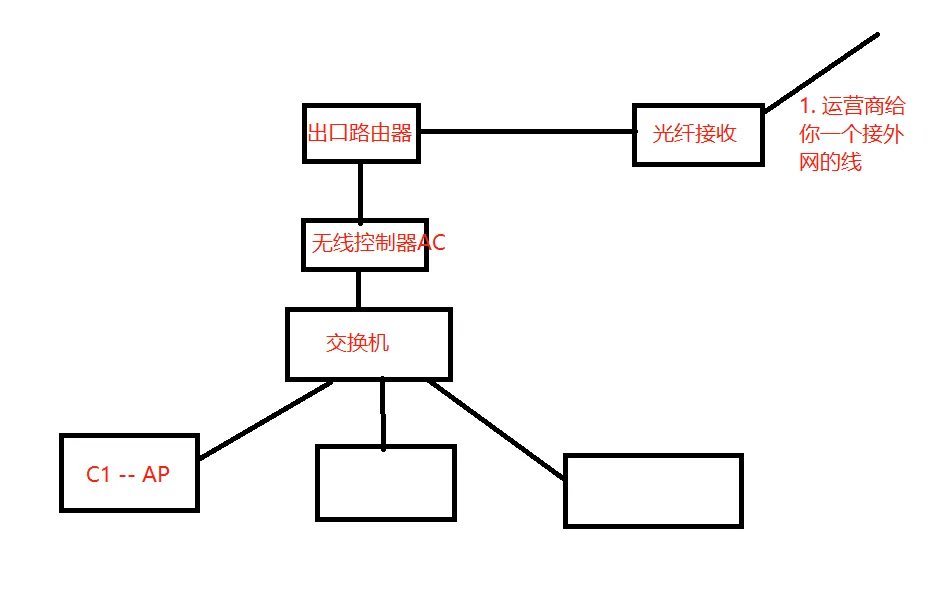 出口路由器
光纤接收
1. 运营商给
你一个接外
网的线
无线控制器AC
交换机
C1 -- AP